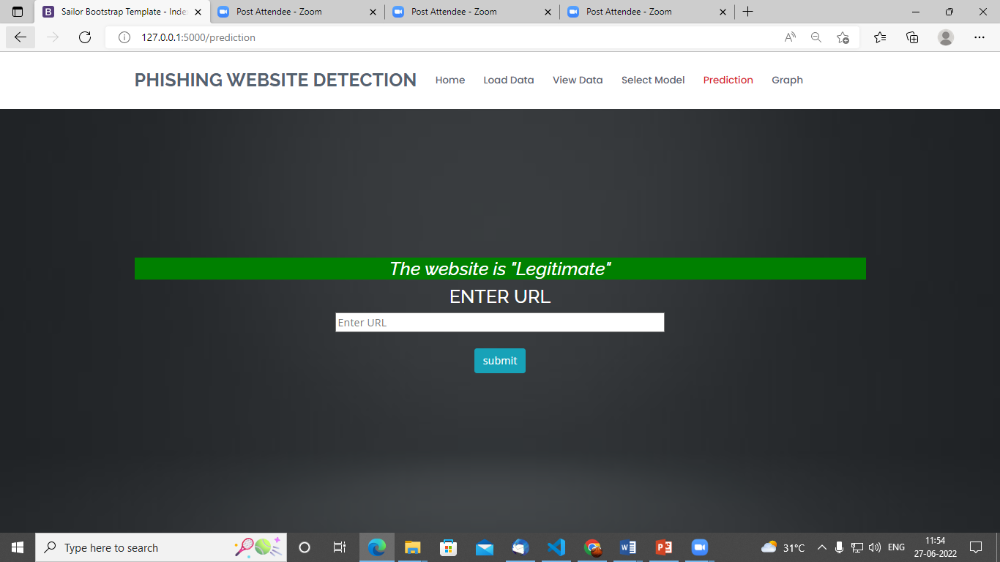 Sailor Bootstrap Template - Inde
Post Attendee - Zoom
Post Attendee - Zoom
Post Attendee - Zoom
127.0.0.1:5000/prediction
PHISHING WEBSITE DETECTION
Home
Load Data
View Data
Select Model
Prediction
Graph
The website is "Legitimate"
ENTER URL
Enter URL
submit
Type here to search
31°C
ENG
11:54
27-06-2022